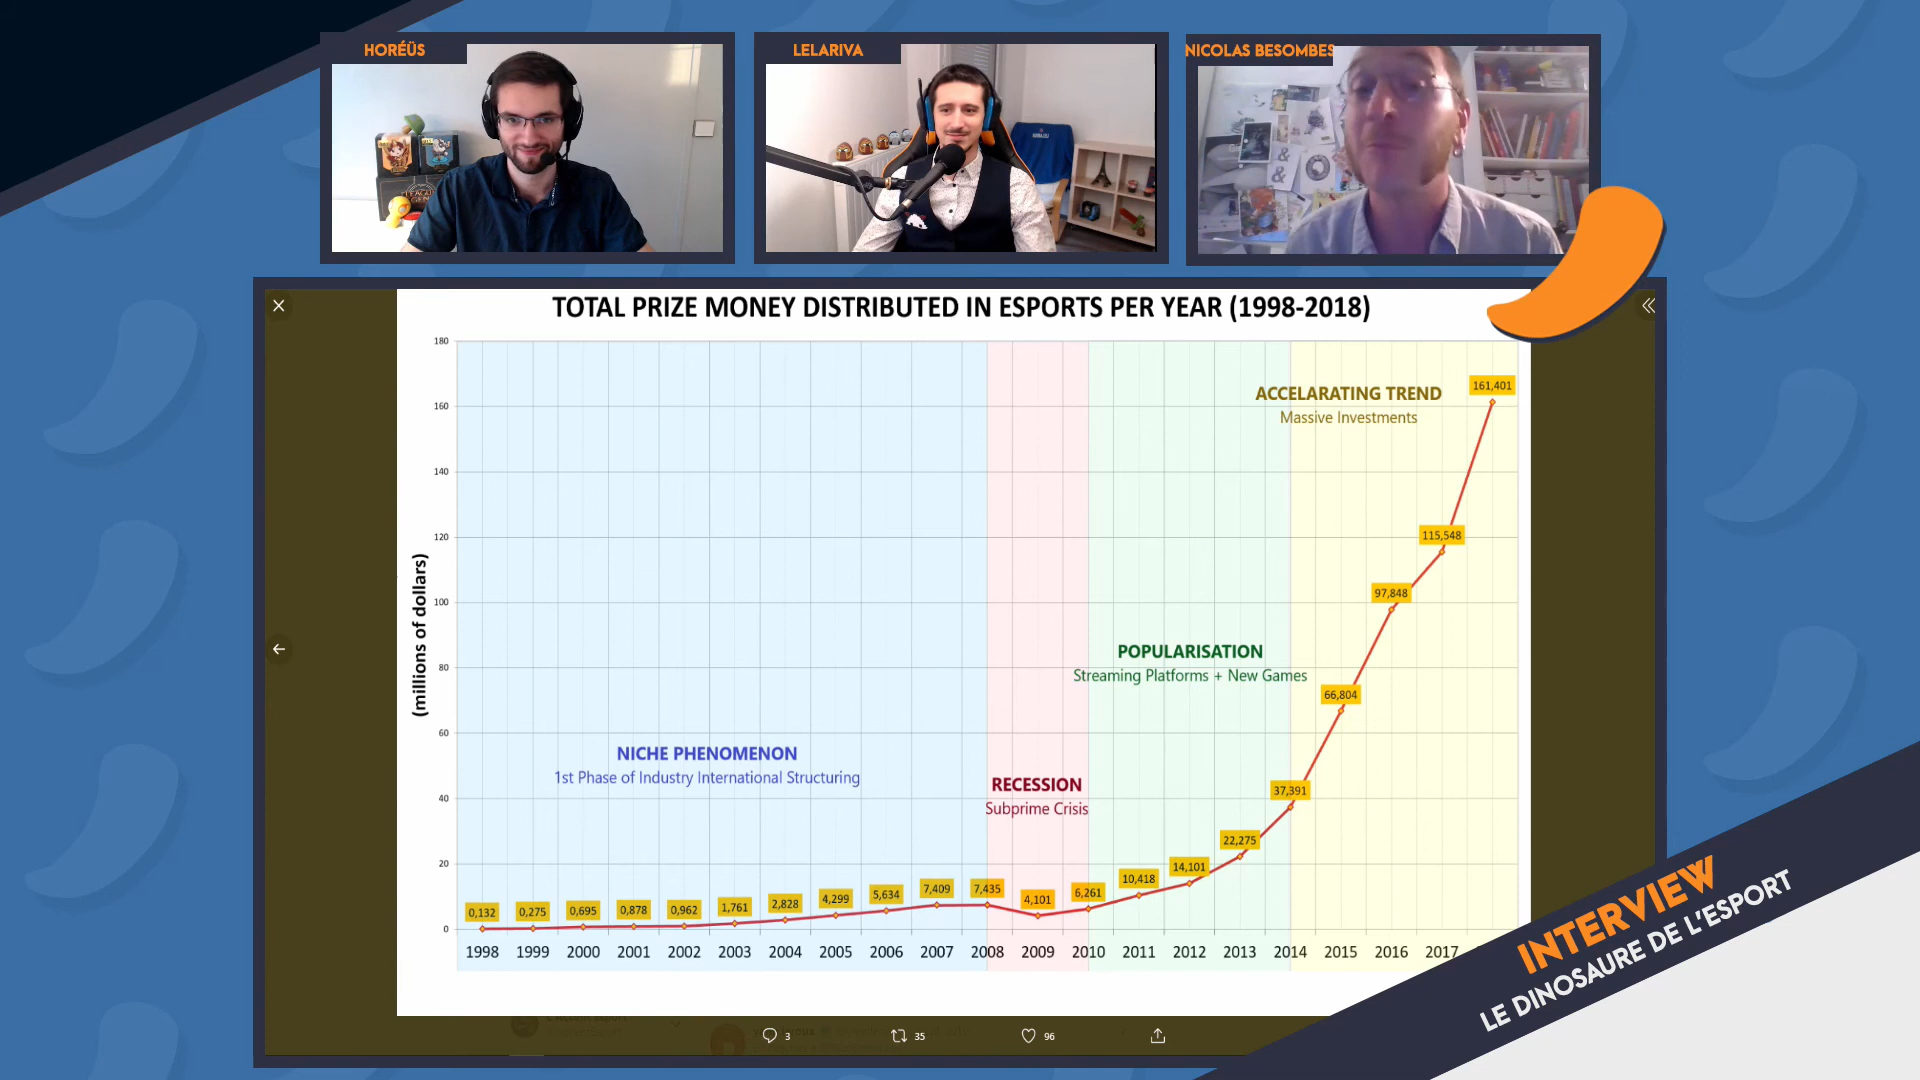 HORÉÜS
LELARIVA
NICOLAS BESOMBES
TOTAL PRIZE MONEY DISTRIBUTED IN ESPORTS PER YEAR (1998-2018)
180
160
140
120
100
80
60
40
20
0
(millions of dollars)
ACCELARATING TREND
Massive Investments
POPULARISATION
Streaming Platforms + New Games
NICHE PHENOMENON
1st Phase of Industry International Structuring
RECESSION
Subprime Crisis
0,132 0,275 0,695 0,878 0,962 1,761 2,828 4,299 5,634 7,409 7,435 4,101 6,261 10,418 14,101 22,275 37,391 66,804 97,848 115,548 161,401
1998 1999 2000 2001 2002 2003 2004 2005 2006 2007 2008 2009 2010 2011 2012 2013 2014 2015 2016 2017
3 35 96
INTERVIEW
LE DINOSAURE DE L'ESPORT